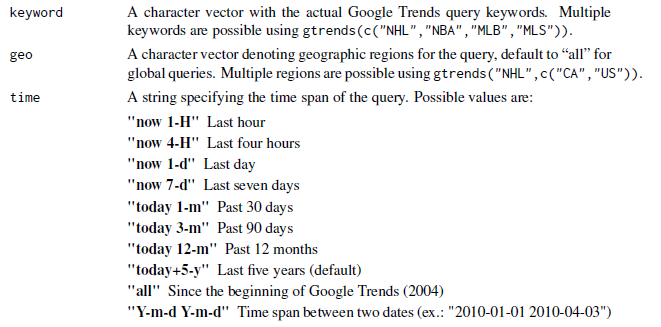 keyword A character vector with the actual Google Trends query keywords. Multiple
keywords are possible using gtrends(c("NHL","NBA","MLB","MLS")).
geo A character vector denoting geographic regions for the query, default to “all” for
global queries. Multiple regions are possible using gtrends("NHL",c("CA","US")).
time A string specifying the time span of the query. Possible values are:
"now 1-H" Last hour
"now 4-H" Last four hours
"now 1-d" Last day
"now 7-d" Last seven days
"today 1-m" Past 30 days
"today 3-m" Past 90 days
"today 12-m" Past 12 months
"today+5-y" Last five years (default)
"all" Since the beginning of Google Trends (2004)
"Y-m-d Y-m-d" Time span between two dates (ex.: "2010-01-01 2010-04-03")